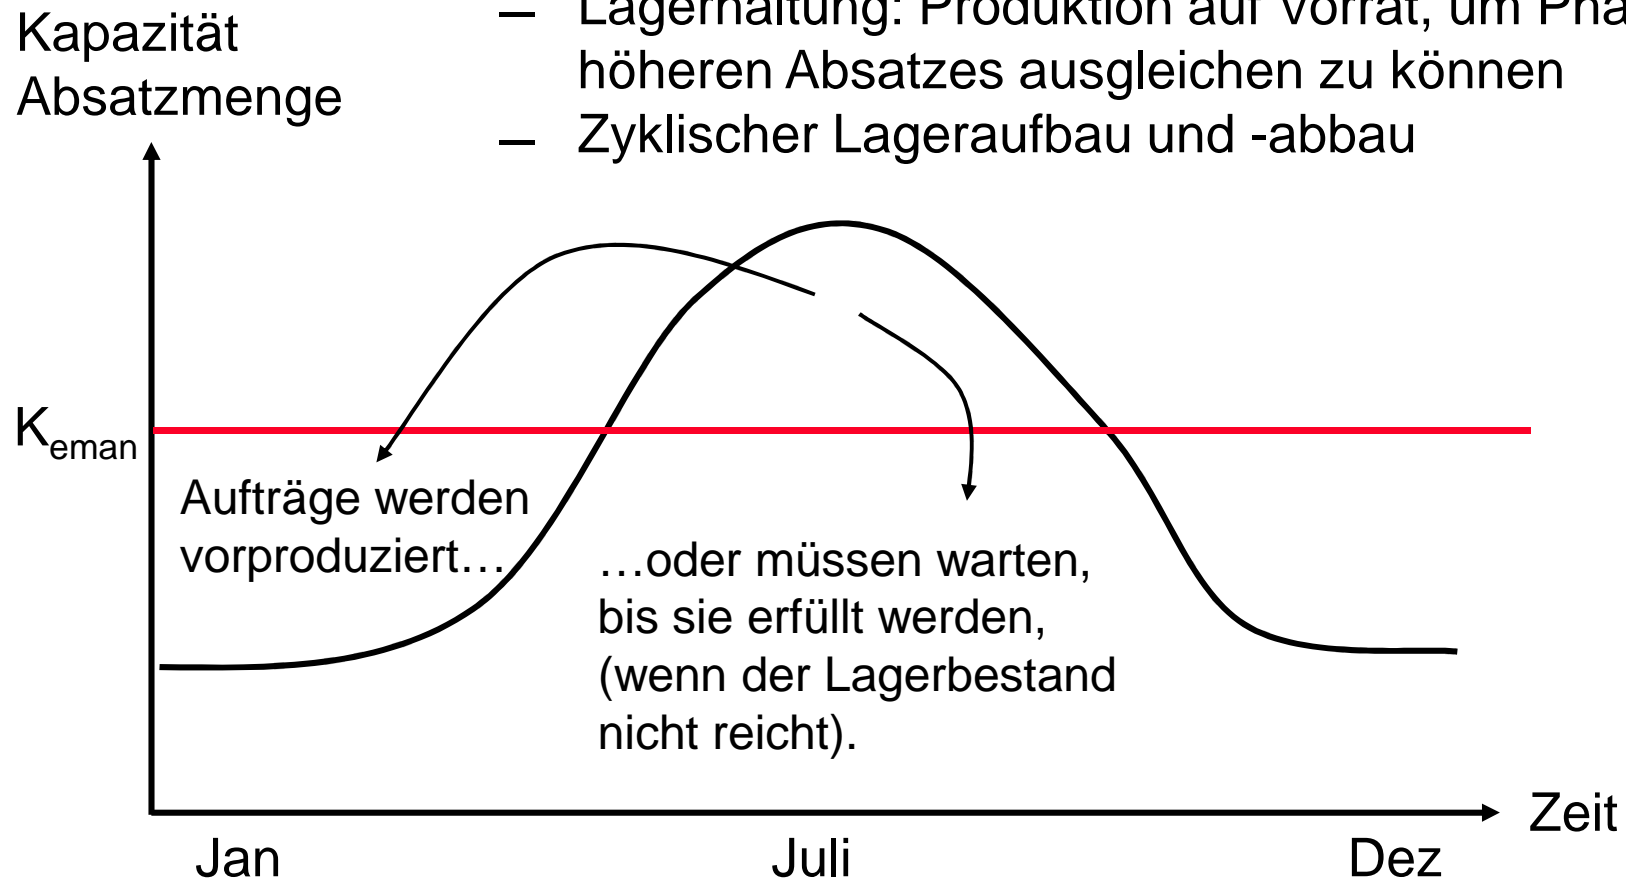 Kapazität
Absatzmenge
– Lagerhaltung: Produktion auf Vorrat, um
höheren Absatzes ausgleichen zu können
– Zyklischer Lageraufbau und -abbau
K_eman
Aufträge werden
vorproduziert…
…oder müssen warten,
bis sie erfüllt werden,
(wenn der Lagerbestand
nicht reicht).
Zeit
Jan Juli Dez